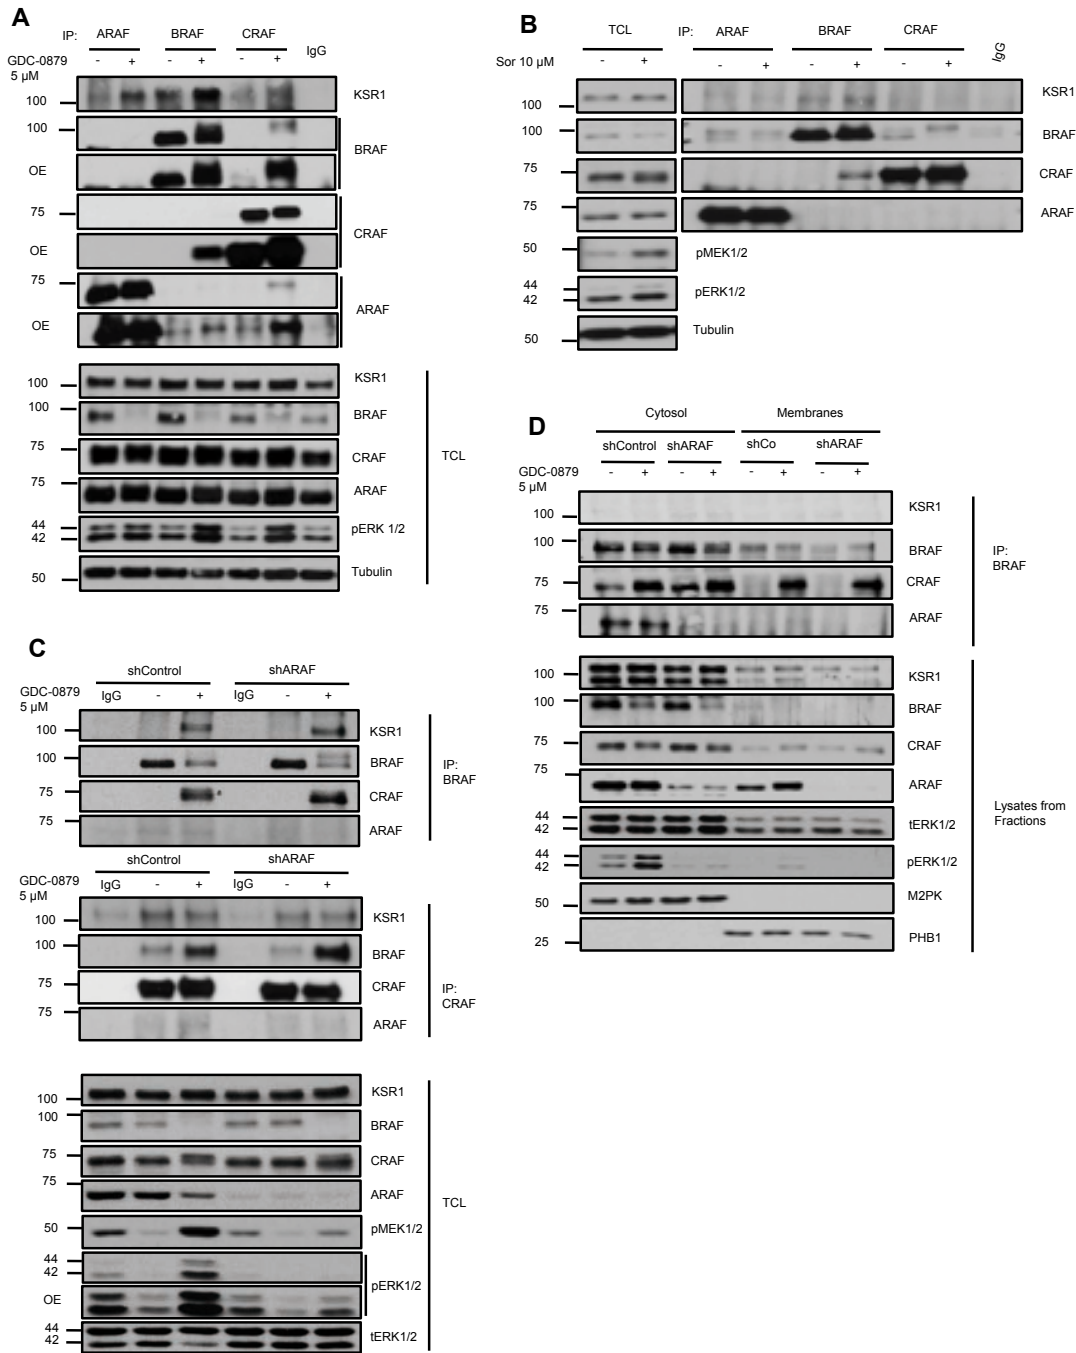 A
IP: ARAF BRAF CRAF IgG
GDC-0879 - + - + - +
5 µM
100 KSR1
100 BRAF
OE
75 CRAF
OE
75 ARAF
OE
100 KSR1
100 BRAF
75 CRAF
TCL
75 ARAF
44 pERK 1/2
42
50 Tubulin
B
TCL IP: ARAF BRAF CRAF IgG
Sor 10 µM - + - + - + - +
100 KSR1
100 BRAF
75 CRAF
75 ARAF
50 pMEK1/2
44 pERK1/2
42
50 Tubulin
C
shControl shARAF
GDC-0879 IgG - + IgG - +
5 µM
100 KSR1
100 BRAF
IP:
BRAF
75 CRAF
75 ARAF
shControl shARAF
GDC-0879 IgG - + IgG - +
5 µM
100 KSR1
100 BRAF
75 CRAF
IP:
CRAF
75 ARAF
100 KSR1
100 BRAF
75 CRAF
75 ARAF
TCL
50 pMEK1/2
44
42 pERK1/2
OE
44 tERK1/2
42
D
Cytosol Membranes
shControl shARAF shCo shARAF
GDC-0879 - + - + - + - +
5 µM
100 KSR1
100 BRAF
IP:
BRAF
75 CRAF
75 ARAF
100 KSR1
100 BRAF
75 CRAF
75 ARAF
Lysates from
Fractions
44 tERK1/2
42
44 pERK1/2
42
50 M2PK
25 PHB1